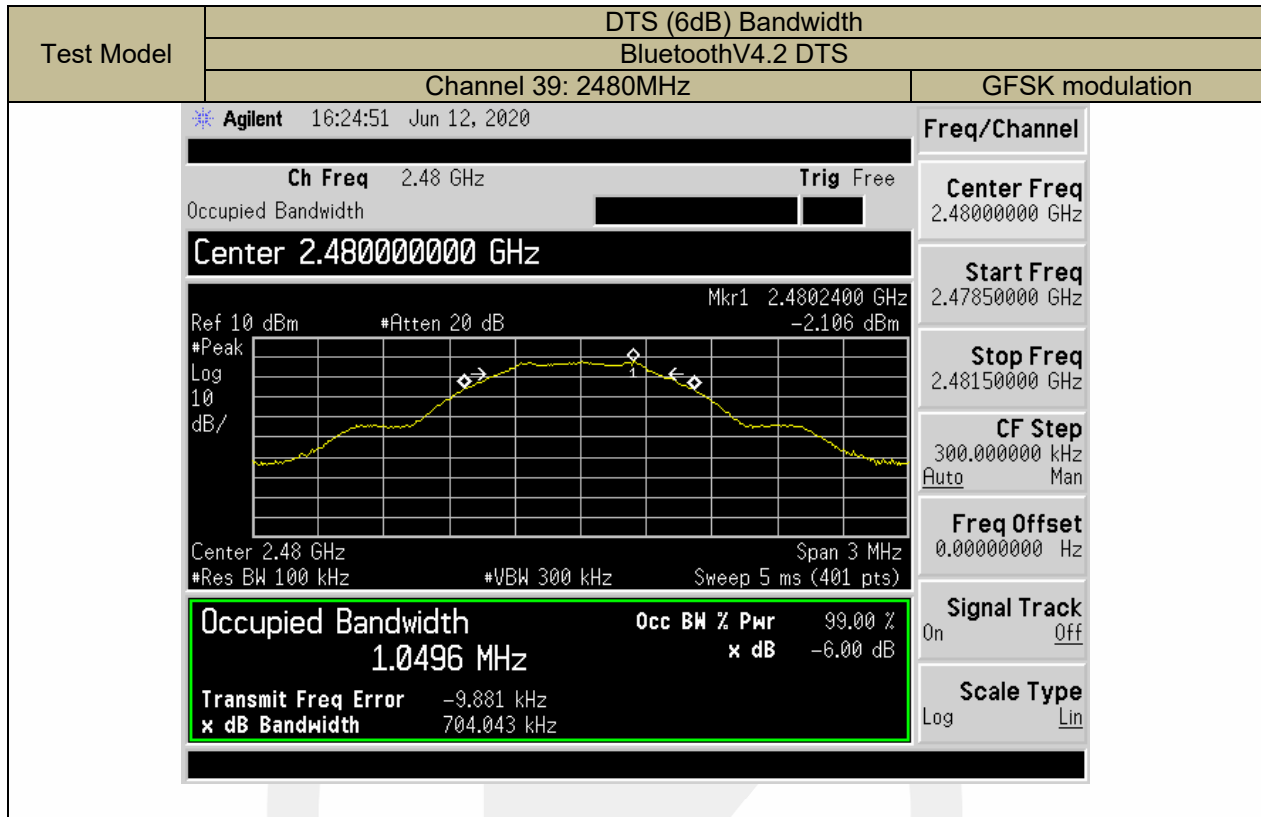 DTS (6dB) Bandwidth
Test Model
BluetoothV4.2 DTS
Channel 39: 2480MHz GFSK modulation
Agilent 16:24:51 Jun 12, 2020
Ch Freq 2.48 GHz Trig Free
Occupied Bandwidth
Center 2.480000000 GHz
Mkr1 2.4802400 GHz
Ref 10 dBm #Atten 20 dB -2.106 dBm
#Peak
Log
10
dB/
1
Center 2.48 GHz Span 3 MHz
#Res BW 100 kHz #VBW 300 kHz Sweep 5 ms (401 pts)
Occupied Bandwidth Occ BW % Pwr 99.00 %
1.0496 MHz x dB -6.00 dB
Transmit Freq Error -9.881 kHz
x dB Bandwidth 704.043 kHz
Freq/Channel
Center Freq
2.48000000 GHz
Start Freq
2.47850000 GHz
Stop Freq
2.48150000 GHz
CF Step
300.000000 kHz
Auto Man
Freq Offset
0.00000000 Hz
Signal Track
On Off
Scale Type
Log Lin